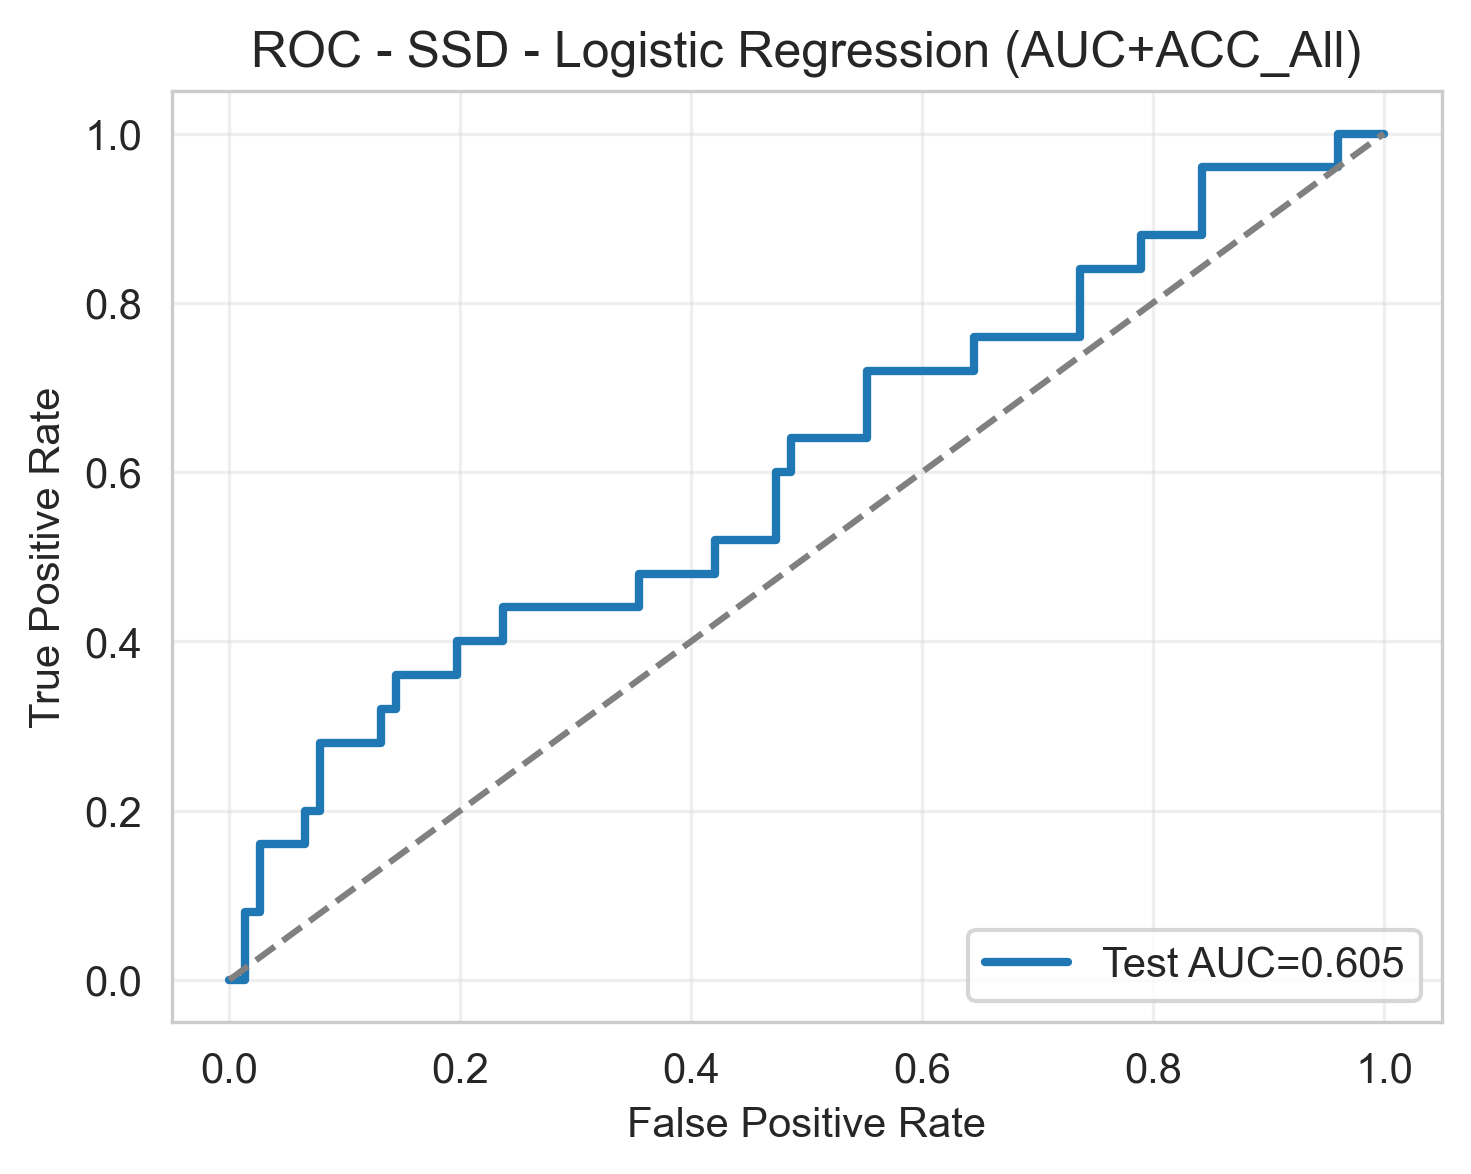 ROC - SSD - Logistic Regression (AUC+ACC_All)
True Positive Rate
1.0
0.8
0.6
0.4
0.2
0.0
Test AUC=0.605
0.0 0.2 0.4 0.6 0.8 1.0
False Positive Rate